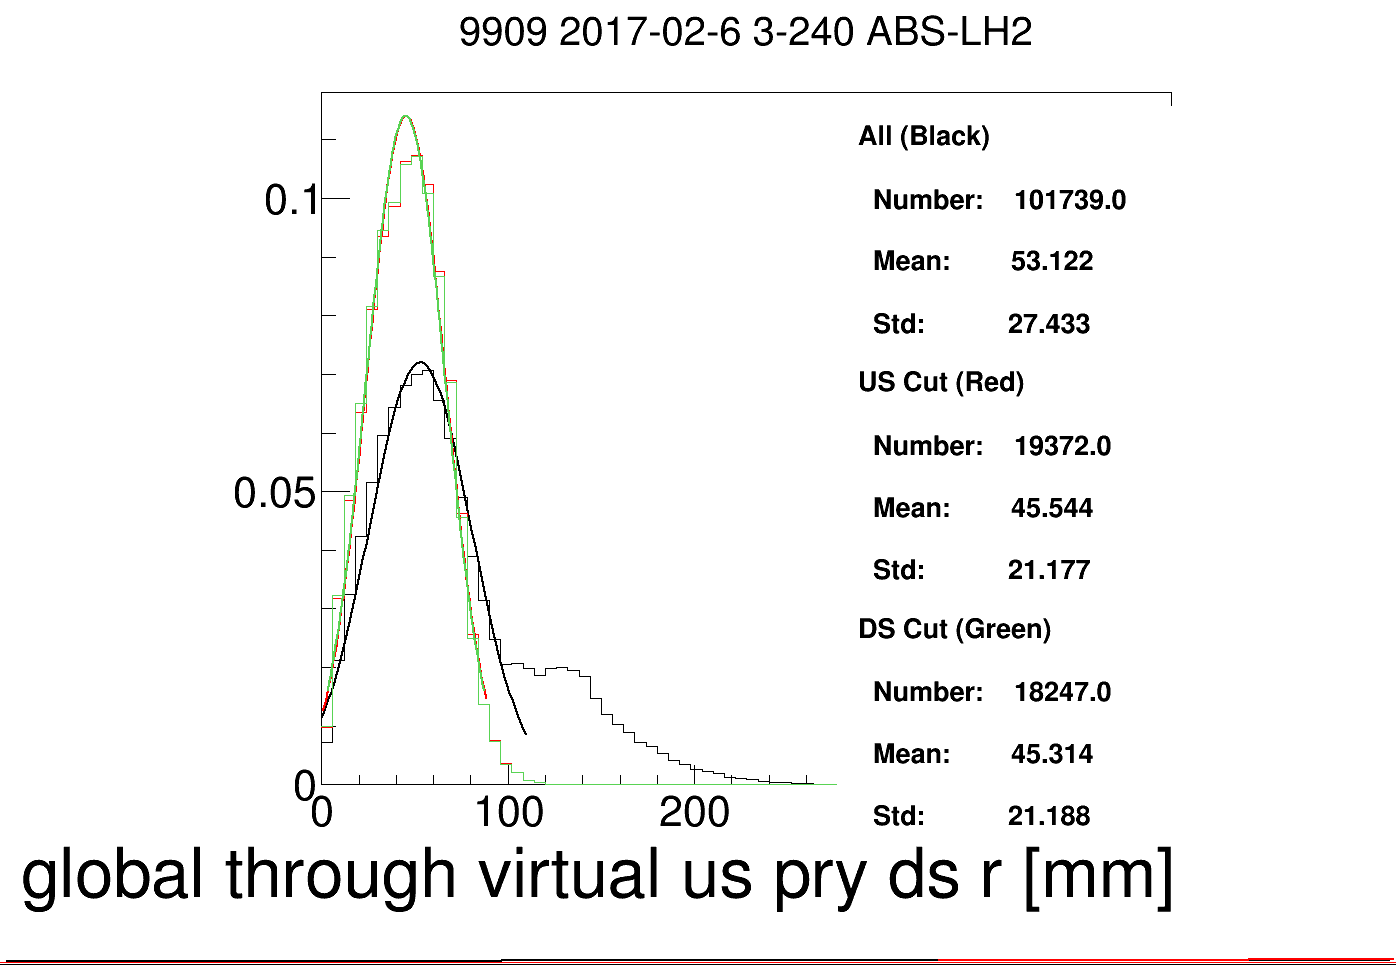 9909 2017-02-6 3-240 ABS-LH2
All (Black)
Number: 101739.0
Mean: 53.122
Std: 27.433
US Cut (Red)
Number: 19372.0
Mean: 45.544
Std: 21.177
DS Cut (Green)
Number: 18247.0
Mean: 45.314
Std: 21.188
0.1
0.05
0
0 100 200
global through virtual us pry ds r [mm]